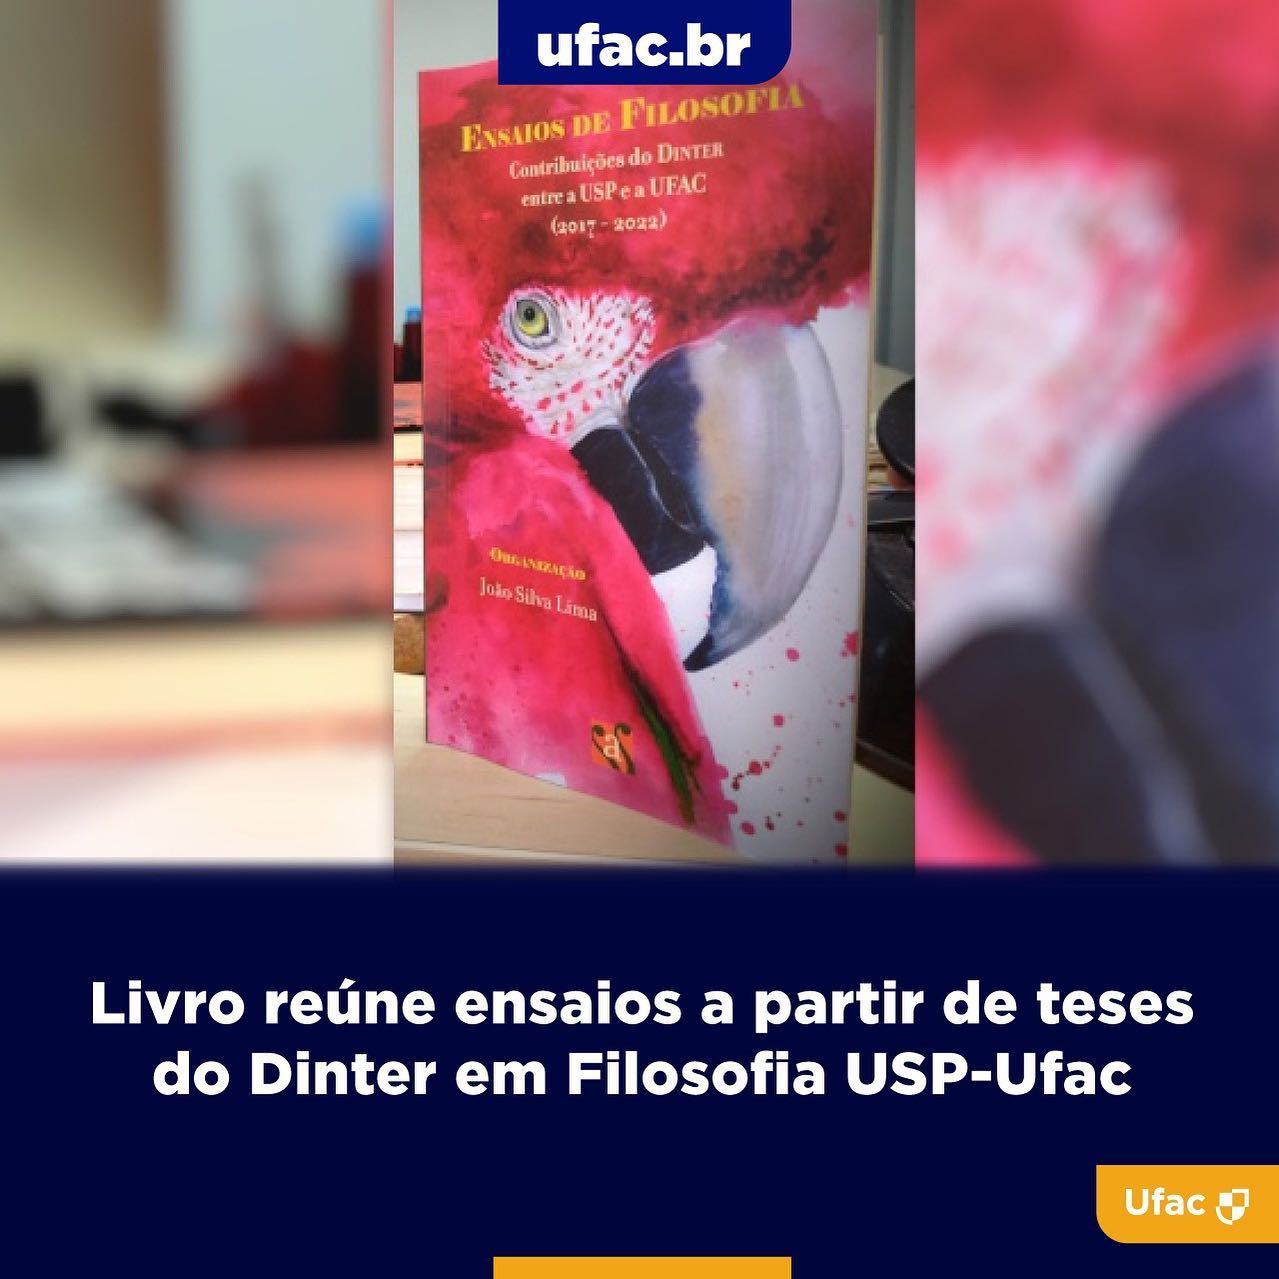 ufac.br
Ensaios de Filosofia
Contribuições do Dinter
entre a USP e a UFAC
(2017 - 2022)
Organização
João Silva Lima
Livro reúne ensaios a partir de teses
do Dinter em Filosofia USP-Ufac
Ufac